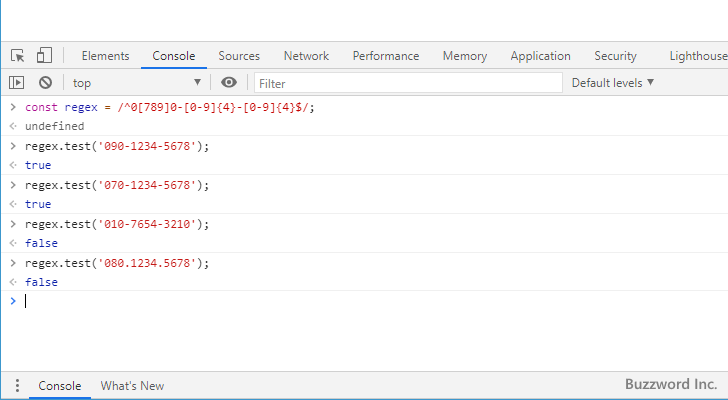 Elements Console Sources Network Performance Memory Application Security Lighthouse
top ▼ Filter Default levels ▼
> const regex = /^0[789]0-[0-9]{4}-[0-9]{4}$/;
undefined
> regex.test('090-1234-5678');
true
> regex.test('070-1234-5678');
true
> regex.test('010-7654-3210');
false
> regex.test('080.1234.5678');
false
>
Console What's New
Buzzword Inc.